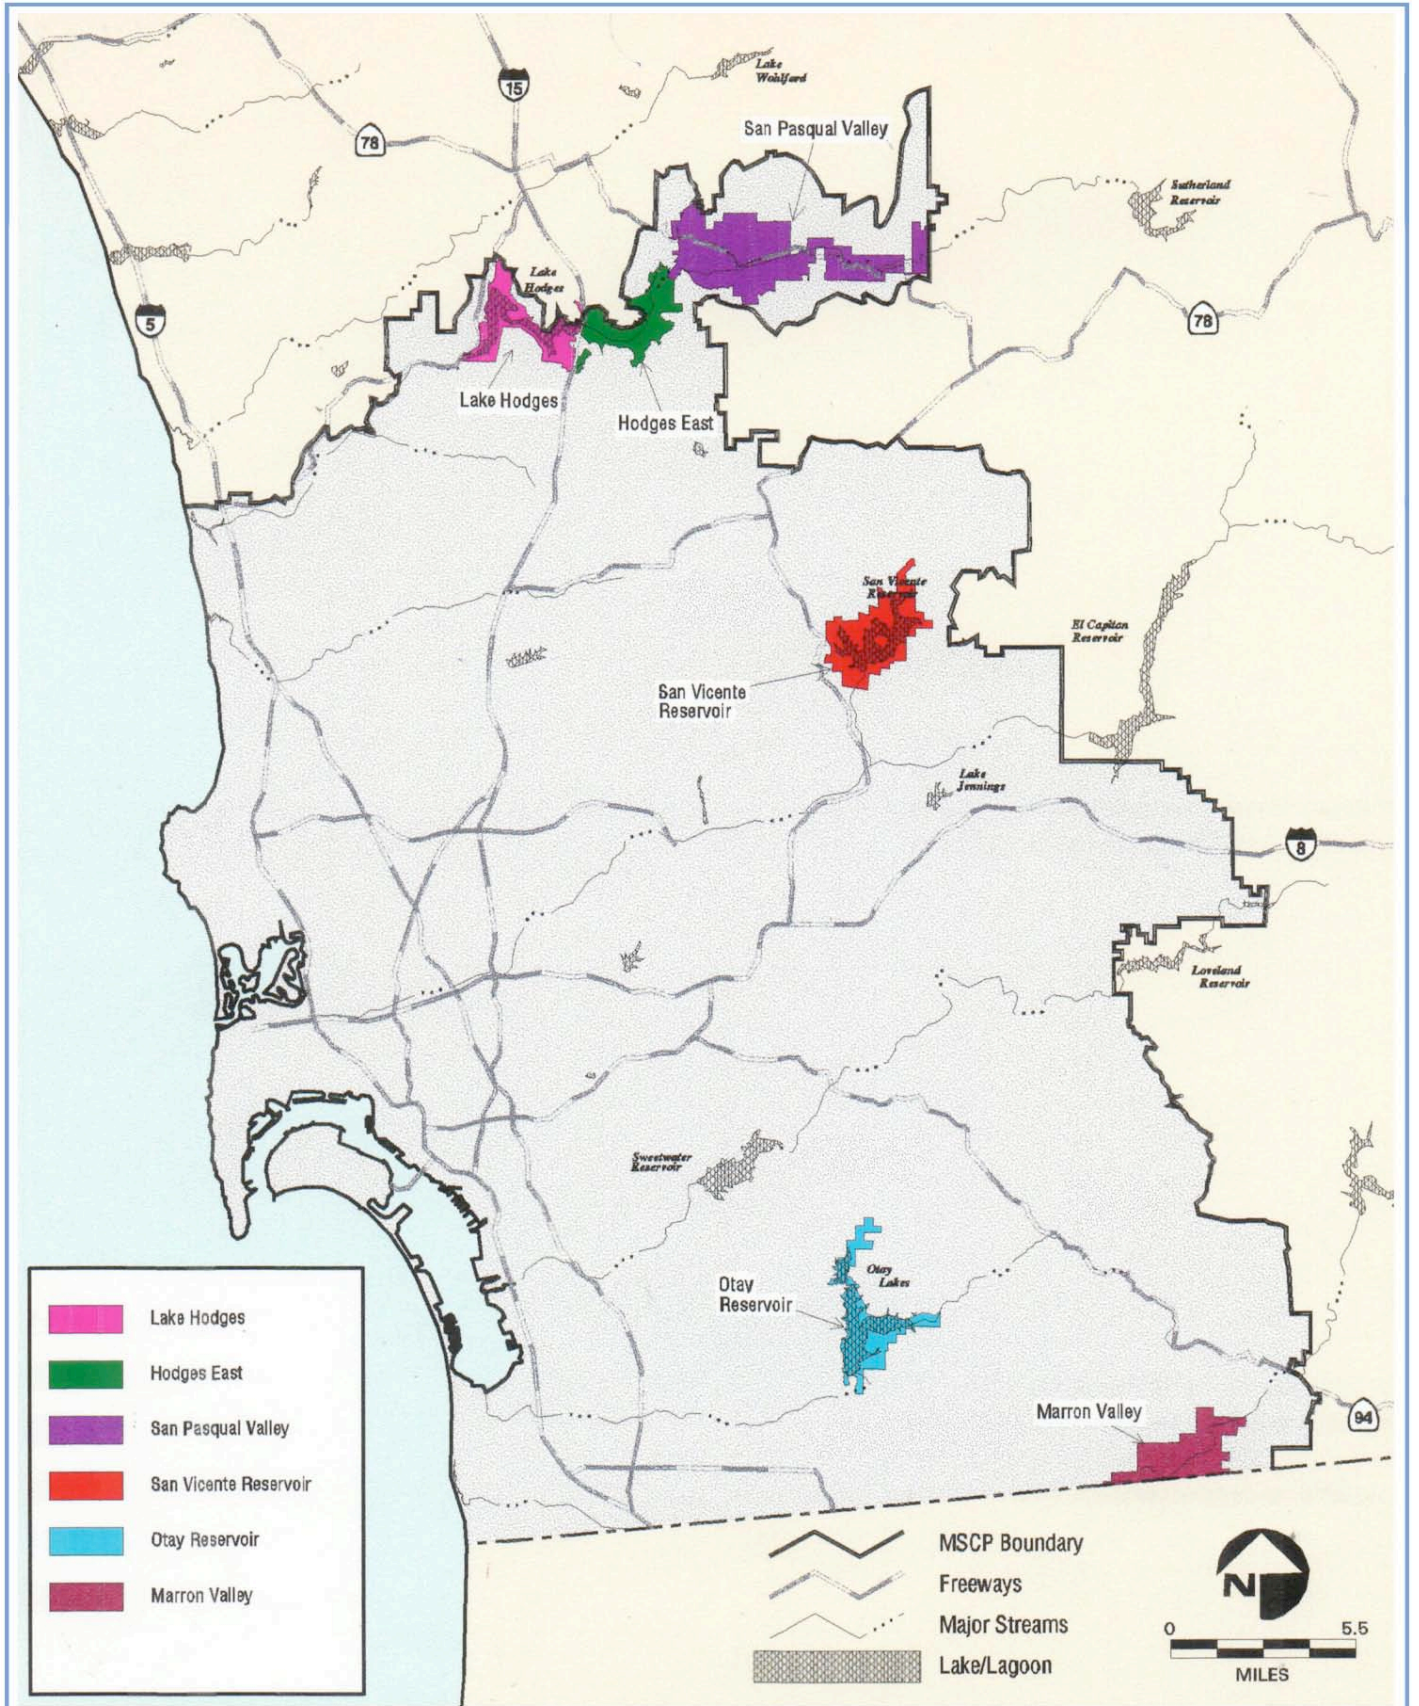 Lake
Wohlford
15
78
San Pasqual Valley
Sutherland
Reservoir
Lake
Hodges
5
78
Lake Hodges
Hodges East
San Vicente
Reservoir
El Capitan
Reservoir
San Vicente
Reservoir
Lake
Jennings
8
Loveland
Reservoir
Sweetwater
Reservoir
Otay
Lakes
Otay
Reservoir
Marron Valley
94
Lake Hodges
Hodges East
San Pasqual Valley
San Vicente Reservoir
Otay Reservoir
Marron Valley
MSCP Boundary
Freeways
Major Streams
Lake/Lagoon
N
0 5.5
MILES